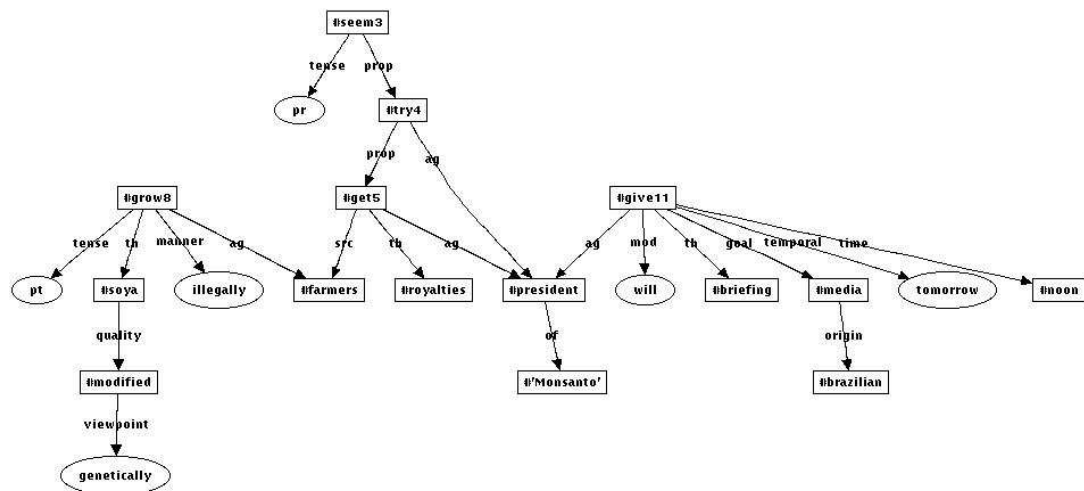 #seem3
tense prop
pr #try4
prop ag
#grow8 #get5 #give11
tense th manner ag src th ag ag mod th goal temporal time
pt #soya illegally #farmers #royalties #president will #briefing #media tomorrow #noon
quality of origin
#modified #'Monsanto' #brazilian
viewpoint
genetically